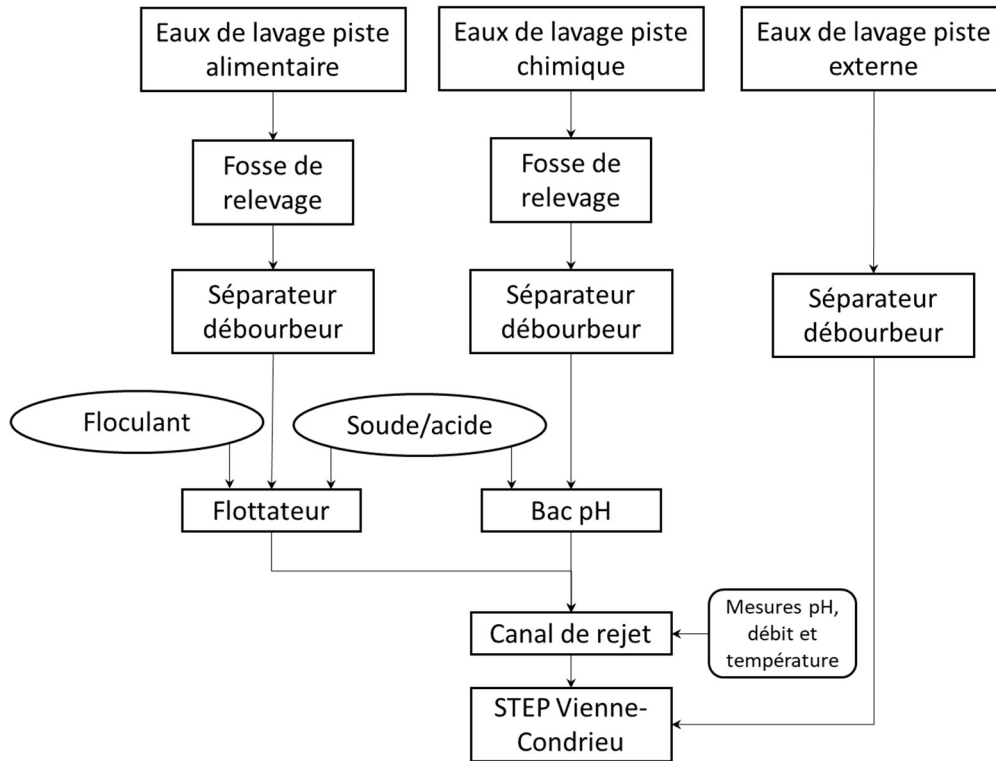 Eaux de lavage piste
alimentaire
Eaux de lavage piste
chimique
Eaux de lavage piste
externe
Fosse de
relevage
Fosse de
relevage
Séparateur
débourbeur
Séparateur
débourbeur
Séparateur
débourbeur
Floculant
Soude/acide
Flottateur
Bac pH
Canal de rejet
Mesures pH,
débit et
température
STEP Vienne-
Condrieu